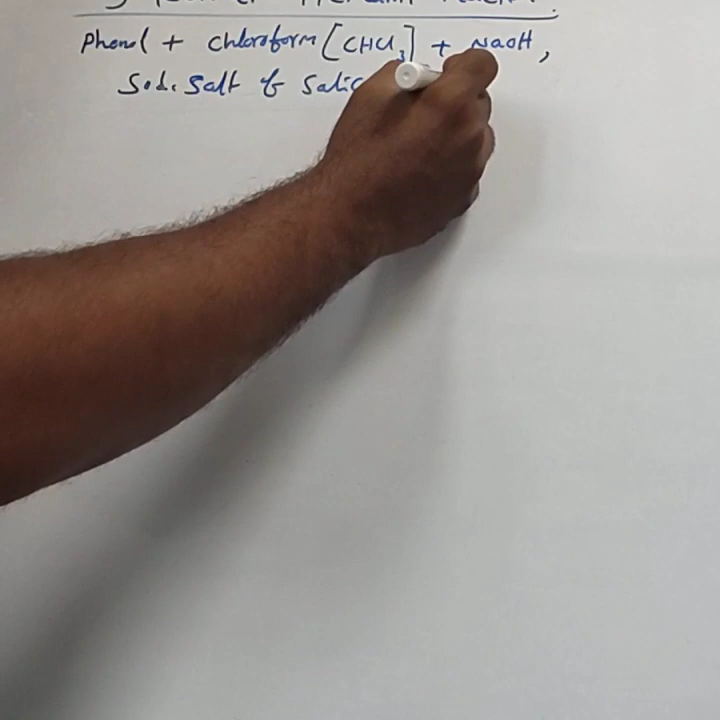 Phenol + chloroform [CHCl3] + NaOH,
Sod. Salt of Salic